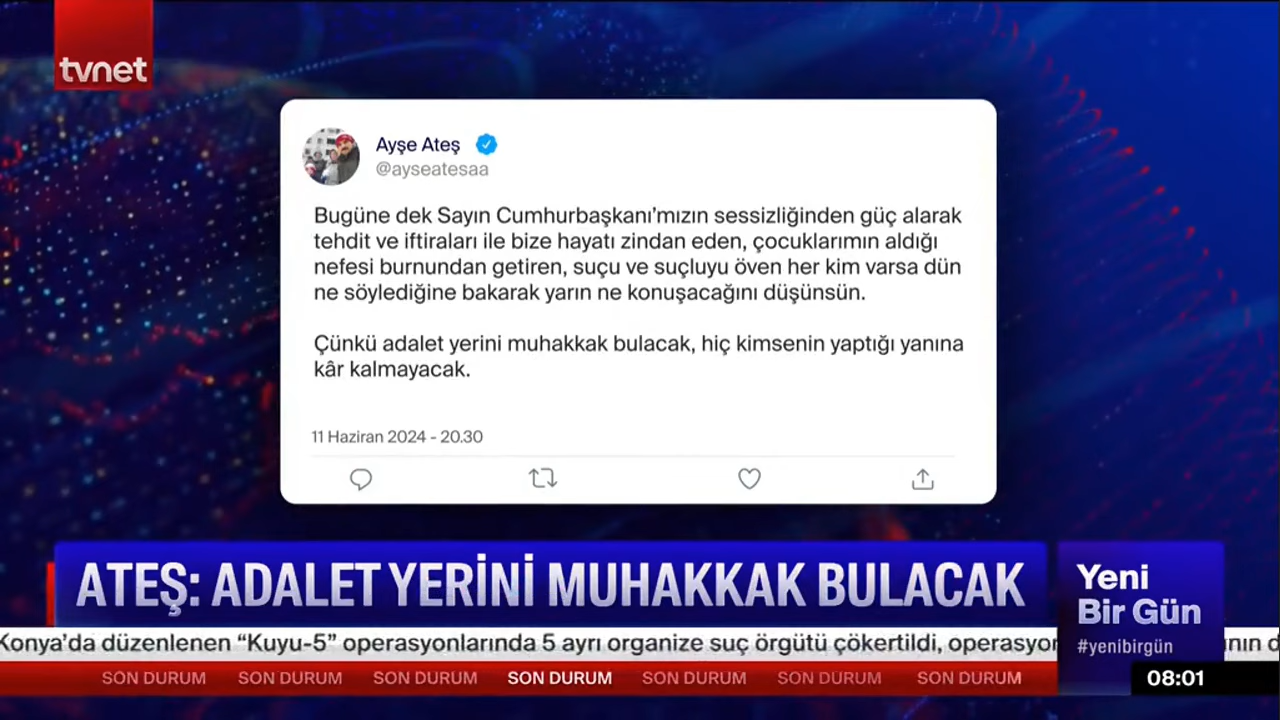 tvnet
Ayşe Ateş
@ayseatesaa
Bugüne dek Sayın Cumhurbaşkanı'mızın sessizliğinden güç alarak
tehdit ve iftiraları ile bize hayatı zindan eden, çocuklarımın aldığı
nefesi burnundan getiren, suçu ve suçluyu öven her kim varsa dün
ne söylediğine bakarak yarın ne konuşacağını düşünsün.
Çünkü adalet yerini muhakkak bulacak, hiç kimsenin yaptığı yanına
kâr kalmayacak.
11 Haziran 2024 - 20.30
ATEŞ: ADALET YERİNİ MUHAKKAK BULACAK
Yeni
Bir Gün
#yenibirgün
Konya'da düzenlenen “Kuyu-5” operasyonlarında 5 ayrı organize suç örgütü çökertildi, operasyon
SON DURUM SON DURUM SON DURUM SON DURUM SON DURUM SON DURUM SON DURUM
08:01